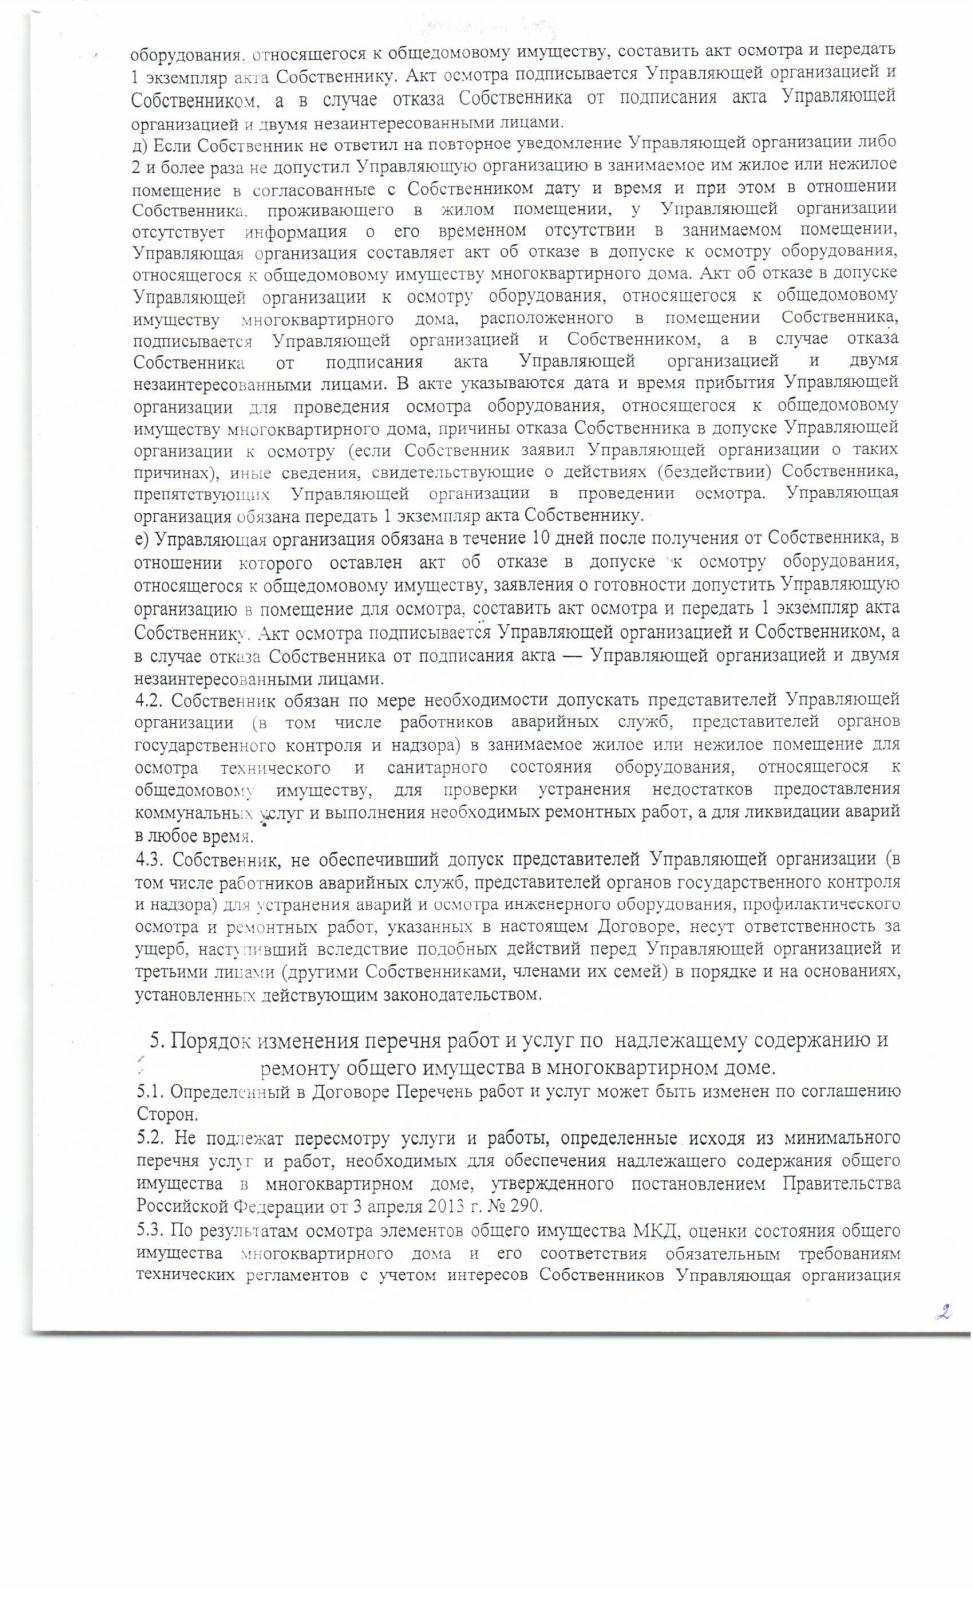 оборудования, относящегося к общедомовому имуществу, составить акт осмотра и передать
1 экземпляр акта Собственнику. Акт осмотра подписывается Управляющей организацией и
Собственником, а в случае отказа Собственника от подписания акта Управляющей
организацией и двумя незаинтересованными лицами.
д) Если Собственник не ответил на повторное уведомление Управляющей организации либо
2 и более раза не допустил Управляющую организацию в занимаемое им жилое или нежилое
помещение в согласованные с Собственником дату и время и при этом в отношении
Собственника, проживающего в жилом помещении, у Управляющей организации
отсутствует информация о его временном отсутствии в занимаемом помещении,
Управляющая организация составляет акт об отказе в допуске к осмотру оборудования,
относящегося к общедомовому имуществу многоквартирного дома. Акт об отказе в допуске
Управляющей организации к осмотру оборудования, относящегося к общедомовому
имуществу многоквартирного дома, расположенного в помещении Собственника,
подписывается Управляющей организацией и Собственником, а в случае отказа
Собственника от подписания акта Управляющей организацией и двумя
незаинтересованными лицами. В акте указываются дата и время прибытия Управляющей
организации для проведения осмотра оборудования, относящегося к общедомовому
имуществу многоквартирного дома, причины отказа Собственника в допуске Управляющей
организации к осмотру (если Собственник заявил Управляющей организации о таких
причинах), иные сведения, свидетельствующие о действиях (бездействии) Собственника,
препятствующих Управляющей организации в проведении осмотра. Управляющая
организация обязана передать 1 экземпляр акта Собственнику.
е) Управляющая организация обязана в течение 10 дней после получения от Собственника, в
отношении которого оставлен акт об отказе в допуске к осмотру оборудования,
относящегося к общедомовому имуществу, заявления о готовности допустить Управляющую
организацию в помещение для осмотра, составить акт осмотра и передать 1 экземпляр акта
Собственнику. Акт осмотра подписывается Управляющей организацией и Собственником, а
в случае отказа Собственника от подписания акта — Управляющей организацией и двумя
незаинтересованными лицами.
4.2. Собственник обязан по мере необходимости допускать представителей Управляющей
организации (в том числе работников аварийных служб, представителей органов
государственного контроля и надзора) в занимаемое жилое или нежилое помещение для
осмотра технического и санитарного состояния оборудования, относящегося к
общедомовому имуществу, для проверки устранения недостатков предоставления
коммунальных услуг и выполнения необходимых ремонтных работ, а для ликвидации аварий
в любое время.
4.3. Собственник, не обеспечивший допуск представителей Управляющей организации (в
том числе работников аварийных служб, представителей органов государственного контроля
и надзора) для устранения аварий и осмотра инженерного оборудования, профилактического
осмотра и ремонтных работ, указанных в настоящем Договоре, несут ответственность за
ущерб, наступивший вследствие подобных действий перед Управляющей организацией и
третьими лицами (другими Собственниками, членами их семей) в порядке и на основаниях,
установленных действующим законодательством.
5. Порядок изменения перечня работ и услуг по надлежащему содержанию и
ремонту общего имущества в многоквартирном доме.
5.1. Определенный в Договоре Перечень работ и услуг может быть изменен по соглашению
Сторон.
5.2. Не подлежат пересмотру услуги и работы, определенные исходя из минимального
перечня услуг и работ, необходимых для обеспечения надлежащего содержания общего
имущества в многоквартирном доме, утвержденного постановлением Правительства
Российской Федерации от 3 апреля 2013 г. № 290.
5.3. По результатам осмотра элементов общего имущества МКД, оценки состояния общего
имущества многоквартирного дома и его соответствия обязательным требованиям
технических регламентов с учетом интересов Собственников Управляющая организация
2